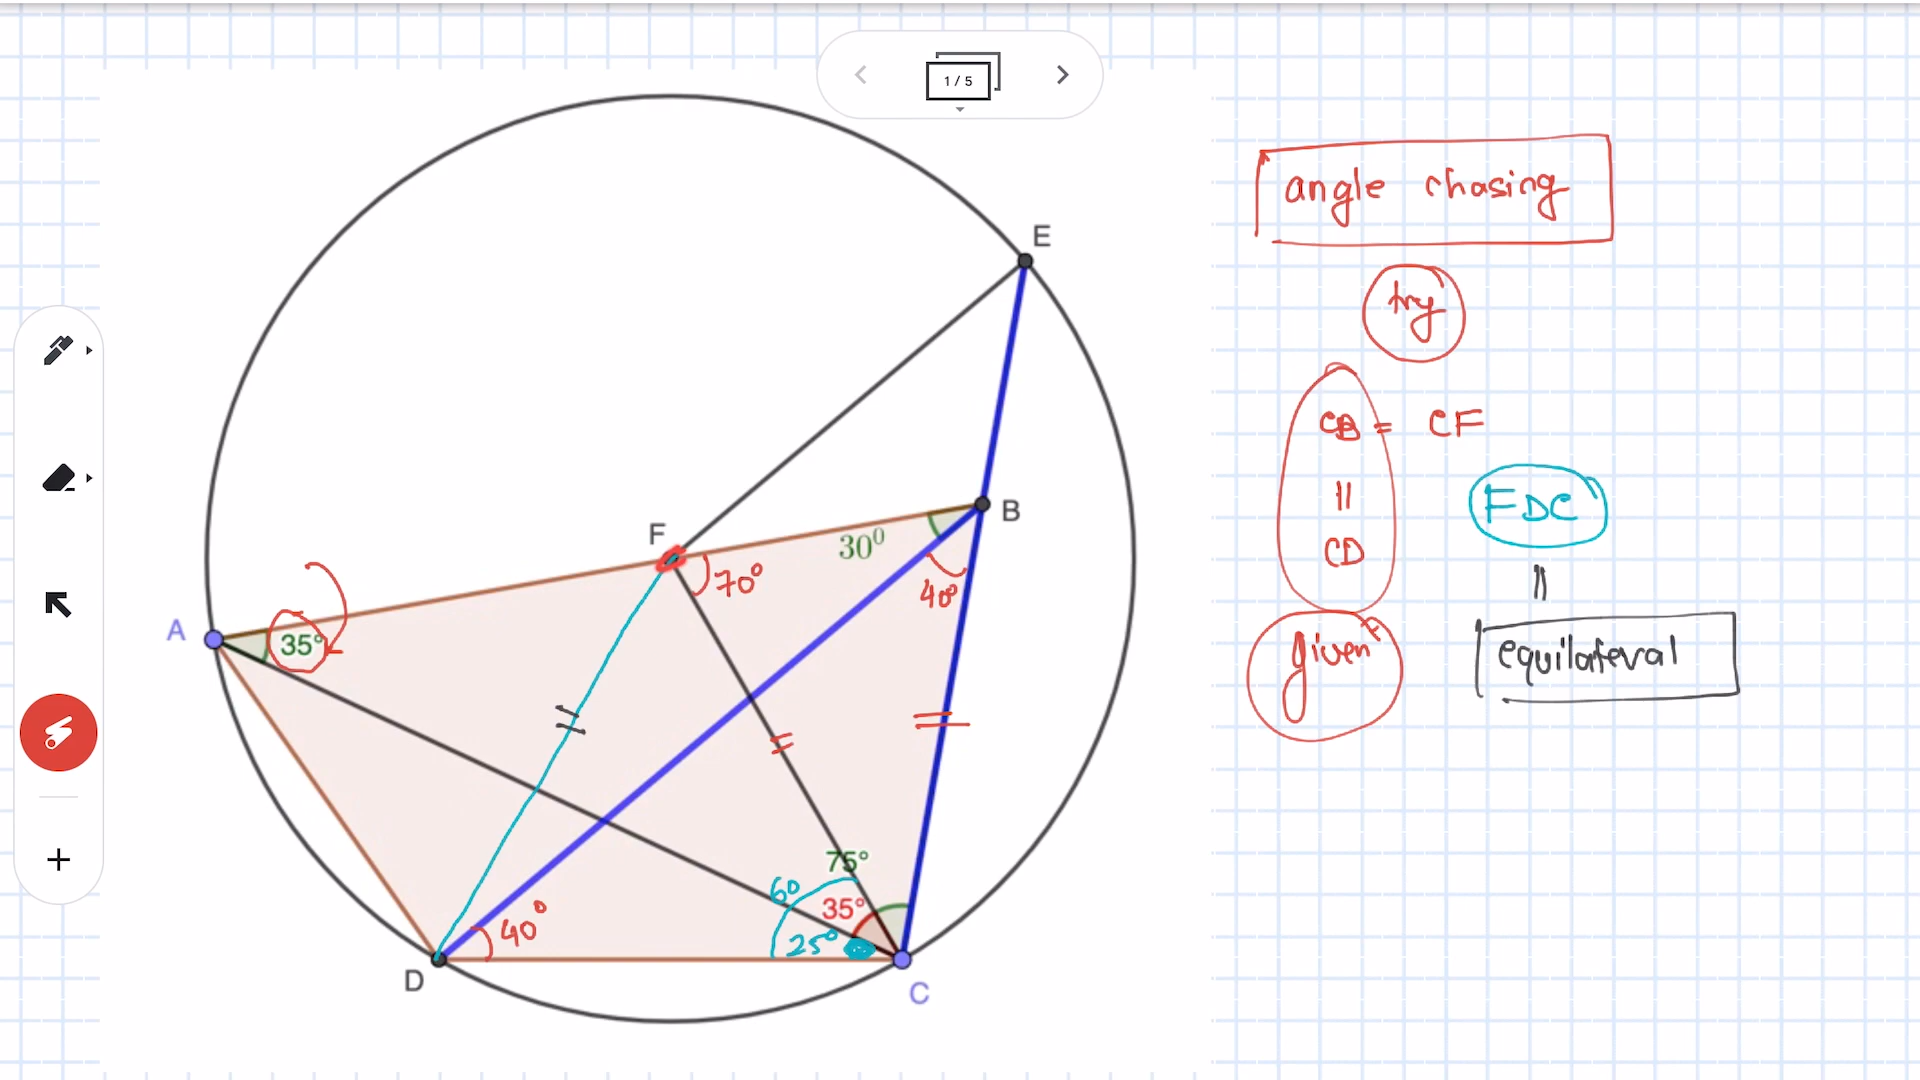 1 / 5
angle chasing
E
try
CB = CF
||
CD
FDC
||
given
equilateral
F
B
30⁰
70°
40°
A
35°
75°
60
35°
25°
40°
D
C